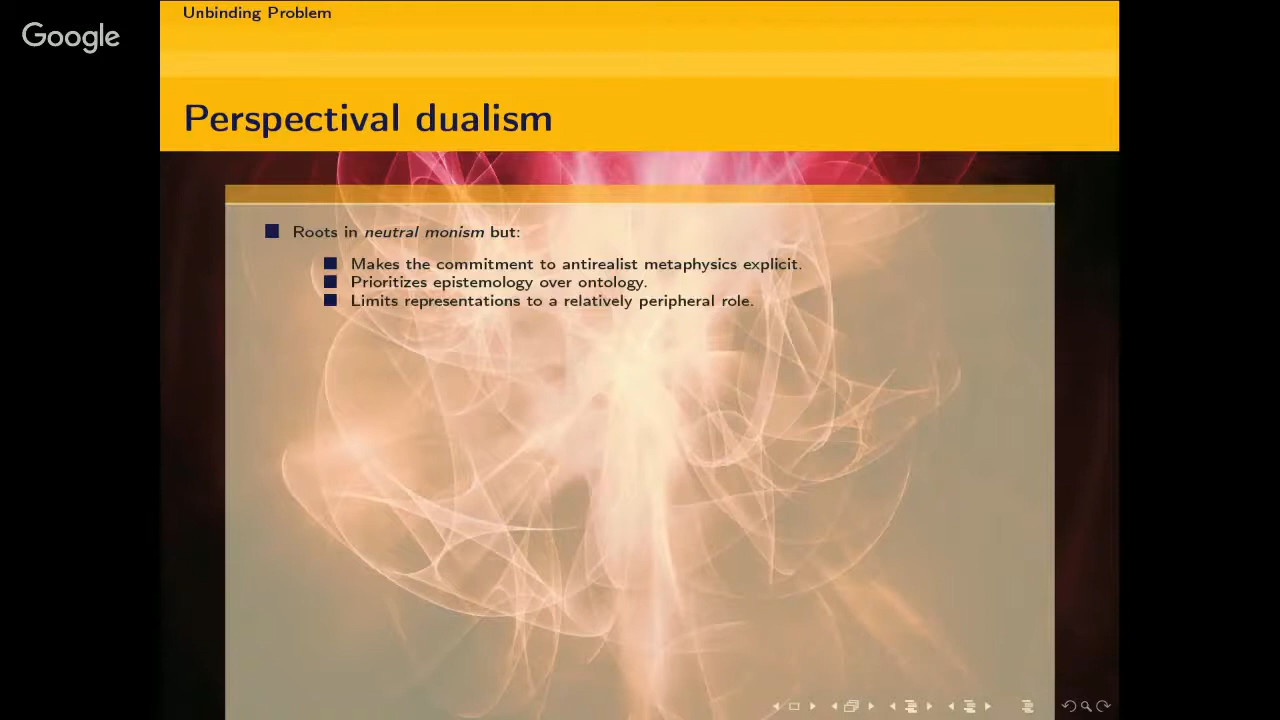 Google
Unbinding Problem
Perspectival dualism
Roots in neutral monism but:
Makes the commitment to antirealist metaphysics explicit.
Prioritizes epistemology over ontology.
Limits representations to a relatively peripheral role.